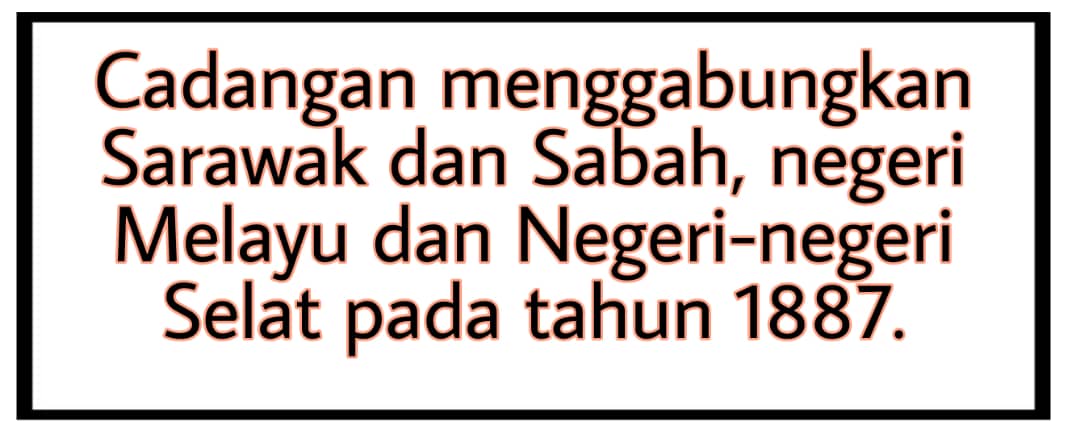 Cadangan menggabungkan
Sarawak dan Sabah, negeri
Melayu dan Negeri-negeri
Selat pada tahun 1887.